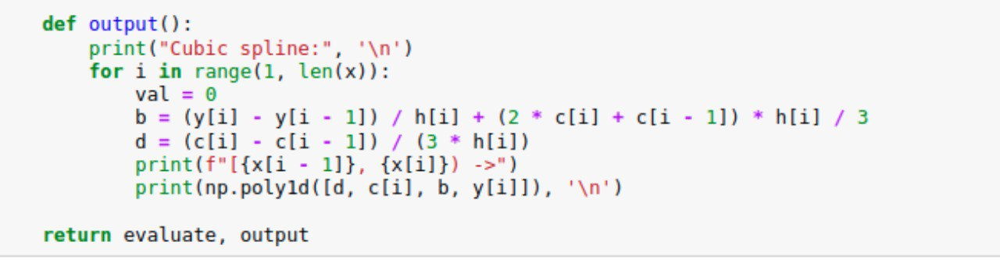 def output():
    print("Cubic spline:", '\n')
    for i in range(1, len(x)):
        val = 0
        b = (y[i] - y[i - 1]) / h[i] + (2 * c[i] + c[i - 1]) * h[i] / 3
        d = (c[i] - c[i - 1]) / (3 * h[i])
        print(f"[{x[i - 1]}, {x[i]}) ->")
        print(np.poly1d([d, c[i], b, y[i]]), '\n')
return evaluate, output